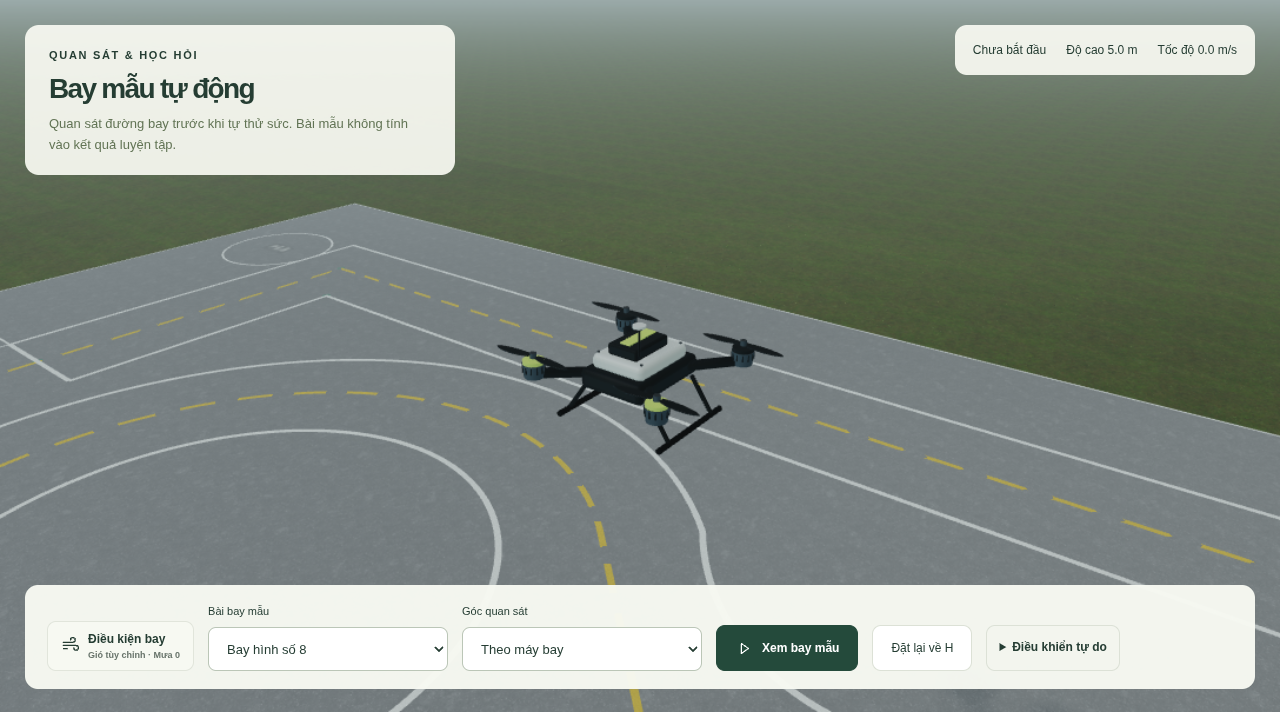 QUAN SÁT & HỌC HỎI
Bay mẫu tự động
Quan sát đường bay trước khi tự thử sức. Bài mẫu không tính
vào kết quả luyện tập.
Chưa bắt đầu Độ cao 5.0 m Tốc độ 0.0 m/s
Điều kiện bay
Gió tùy chỉnh · Mưa 0
Bài bay mẫu
Bay hình số 8
Góc quan sát
Theo máy bay
Xem bay mẫu
Đặt lại về H
Điều khiển tự do